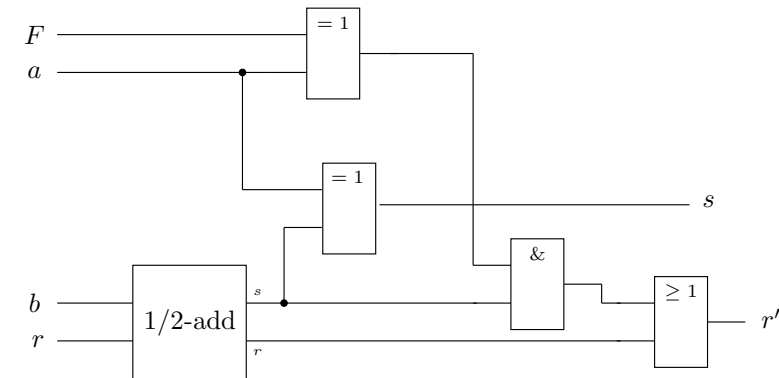 F
= 1
a
= 1
s
&
b
1/2-add
s
≥ 1
r
r
r'